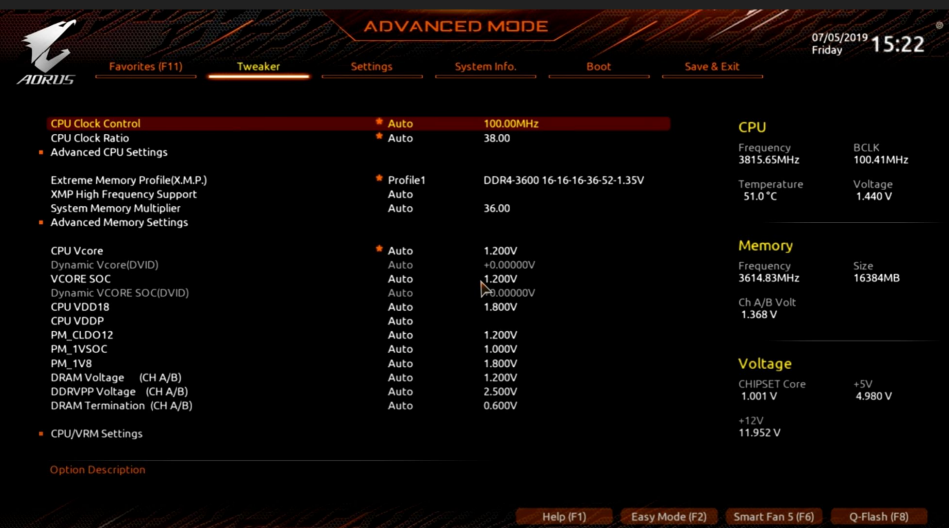 ADVANCED MODE
07/05/2019 Friday 15:22
AORUS
Favorites (F11) Tweaker Settings System Info. Boot Save & Exit
CPU Clock Control Auto 100.00MHz
CPU Clock Ratio Auto 38.00
Advanced CPU Settings
Extreme Memory Profile(X.M.P.) Profile1 DDR4-3600 16-16-16-36-52-1.35V
XMP High Frequency Support Auto
System Memory Multiplier Auto 36.00
Advanced Memory Settings
CPU Vcore Auto 1.200V
Dynamic Vcore(DVID) Auto +0.00000V
VCORE SOC Auto 1.200V
Dynamic VCORE SOC(DVID) Auto +0.00000V
CPU VDD18 Auto 1.800V
CPU VDDP Auto
PM_CLDO12 Auto 1.200V
PM_1VSOC Auto 1.000V
PM_1V8 Auto 1.800V
DRAM Voltage (CH A/B) Auto 1.200V
DDRVPP Voltage (CH A/B) Auto 2.500V
DRAM Termination (CH A/B) Auto 0.600V
CPU/VRM Settings
Option Description
CPU
Frequency BCLK
3815.65MHz 100.41MHz
Temperature Voltage
51.0 °C 1.440 V
Memory
Frequency Size
3614.83MHz 16384MB
Ch A/B Volt
1.368 V
Voltage
CHIPSET Core +5V
1.001 V 4.980 V
+12V
11.952 V
Help (F1) Easy Mode (F2) Smart Fan 5 (F6) Q-Flash (F8)